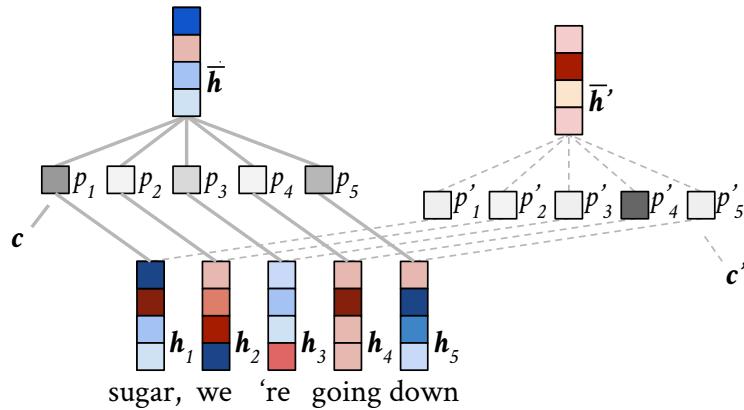 h̅
h̅’
p₁ p₂ p₃ p₄ p₅
p’₁ p’₂ p’₃ p’₄ p’₅
c
c’
h₁ h₂ h₃ h₄ h₅
sugar, we ‘re going down